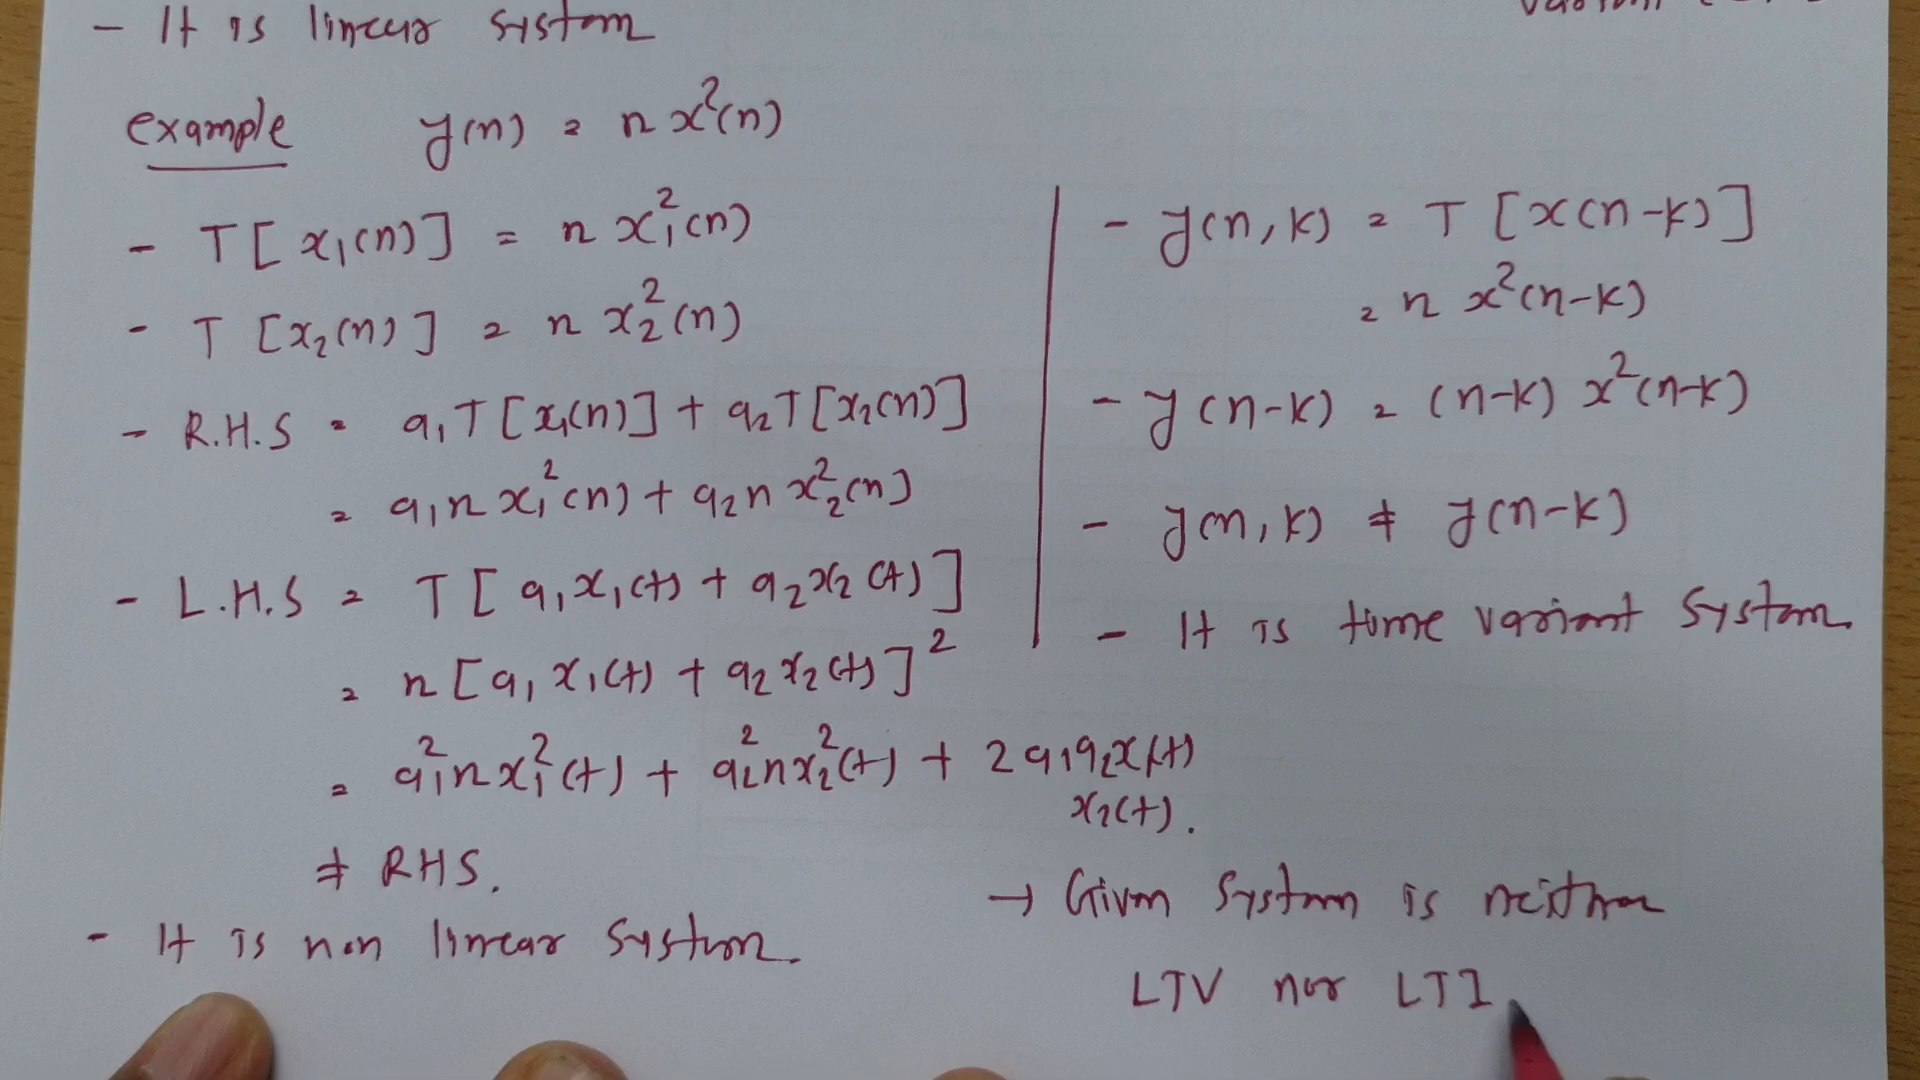 - It is linear system
example y(n) = n x²(n)
- T[x₁(n)] = n x₁²(n)
- T[x₂(n)] = n x₂²(n)
- R.H.S = a₁T[x₁(n)] + a₂T[x₂(n)]
= a₁n x₁²(n) + a₂n x₂²(n)
- L.H.S = T[a₁x₁(t) + a₂x₂(t)]
= n[a₁x₁(t) + a₂x₂(t)]²
= a₁²n x₁²(t) + a₂²n x₂²(t) + 2a₁a₂x₁(t)
x₂(t).
≠ RHS.
- It is non linear system.
- y(n,k) = T[x(n-k)]
= n x²(n-k)
- y(n-k) = (n-k) x²(n-k)
- y(n,k) ≠ y(n-k)
- It is time variant system.
→ Given system is neither
LTV nor LTI